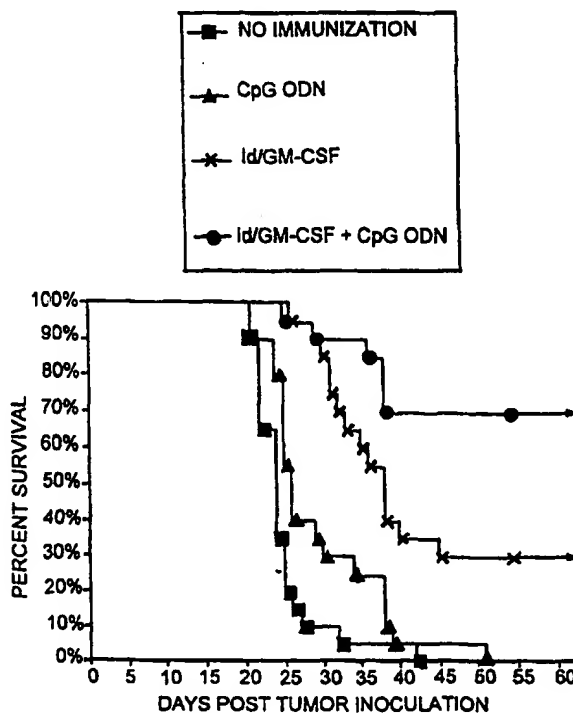 NO IMMUNIZATION
CpG ODN
Id/GM-CSF
Id/GM-CSF + CpG ODN
100%
90%
80%
70%
60%
50%
40%
30%
20%
10%
0%
PERCENT SURVIVAL
0 5 10 15 20 25 30 35 40 45 50 55 60
DAYS POST TUMOR INOCULATION